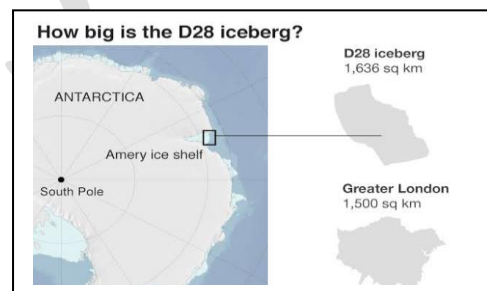 How big is the D28 iceberg?
D28 iceberg
1,636 sq km
ANTARCTICA
Amery ice shelf
South Pole
Greater London
1,500 sq km